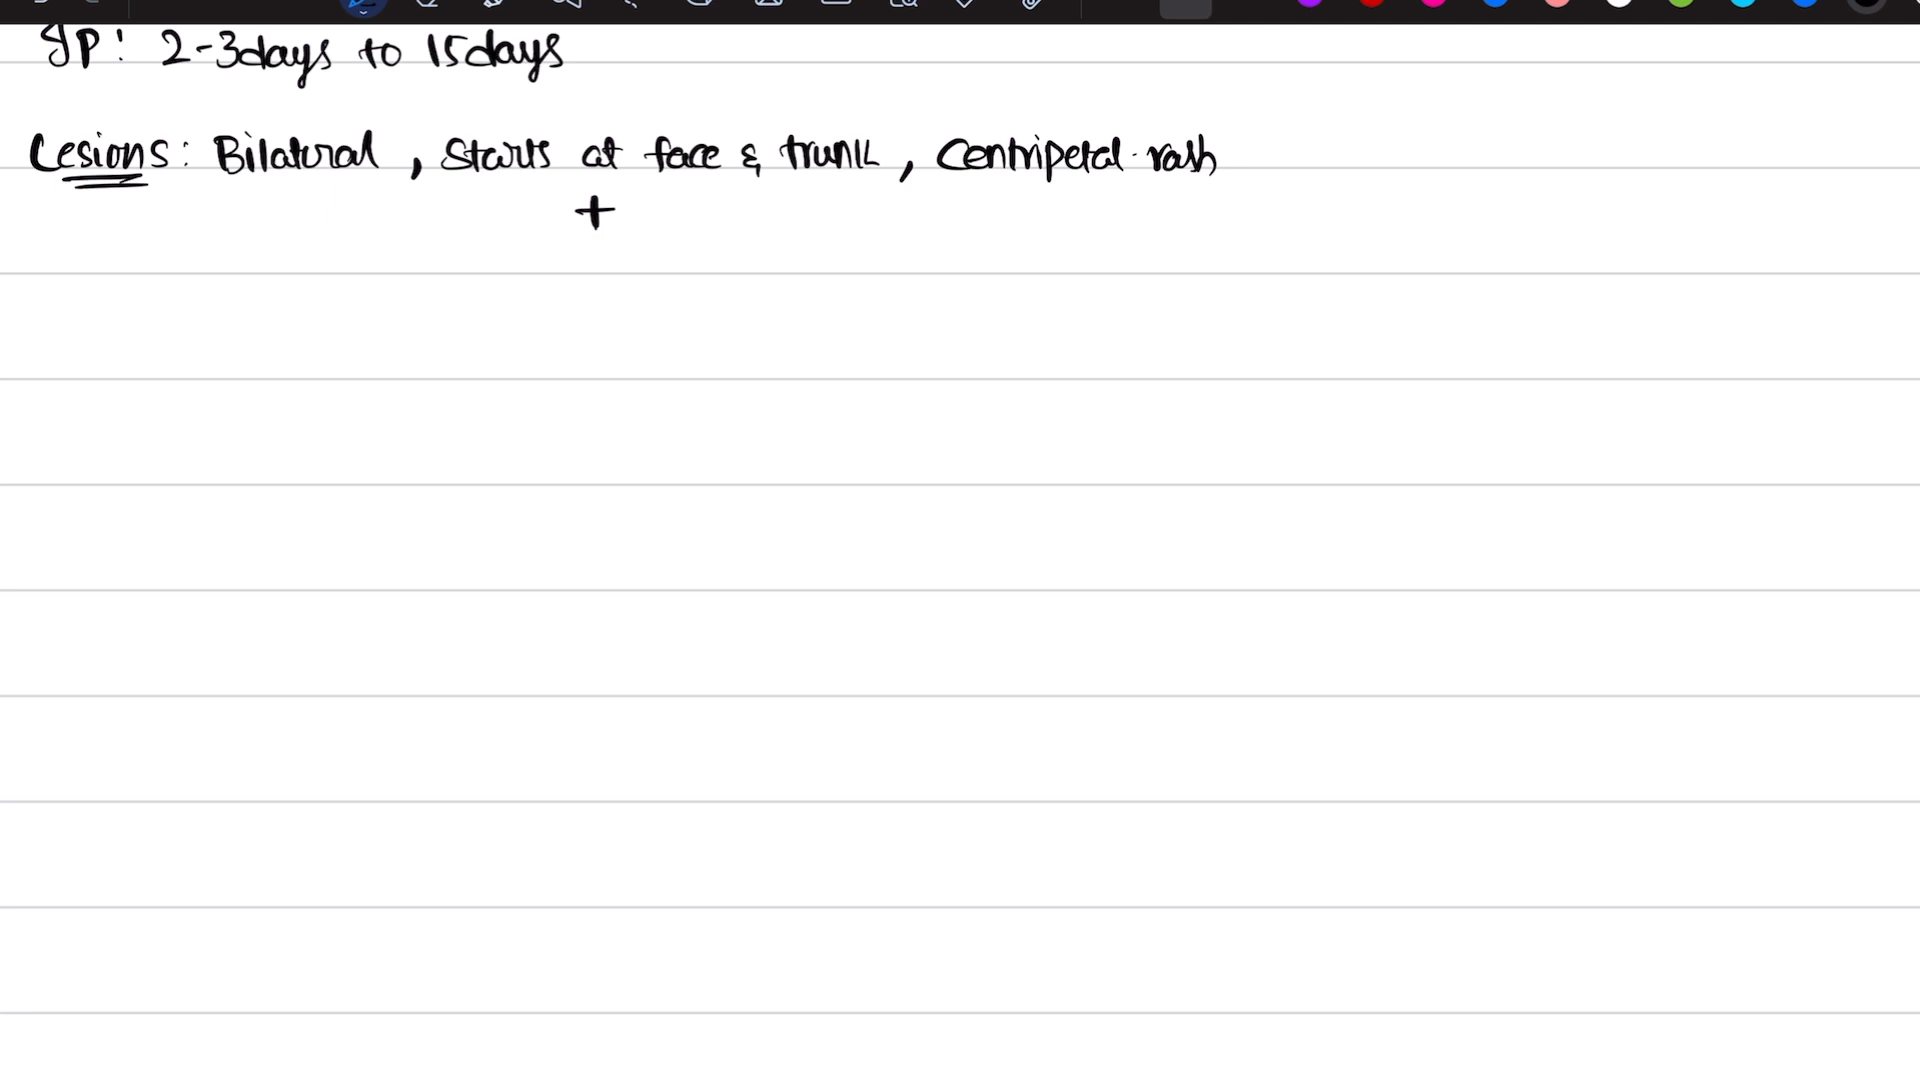 IP: 2-3days to 15days
Lesions: Bilateral, Starts at face & trunk, Centripetal rash
+